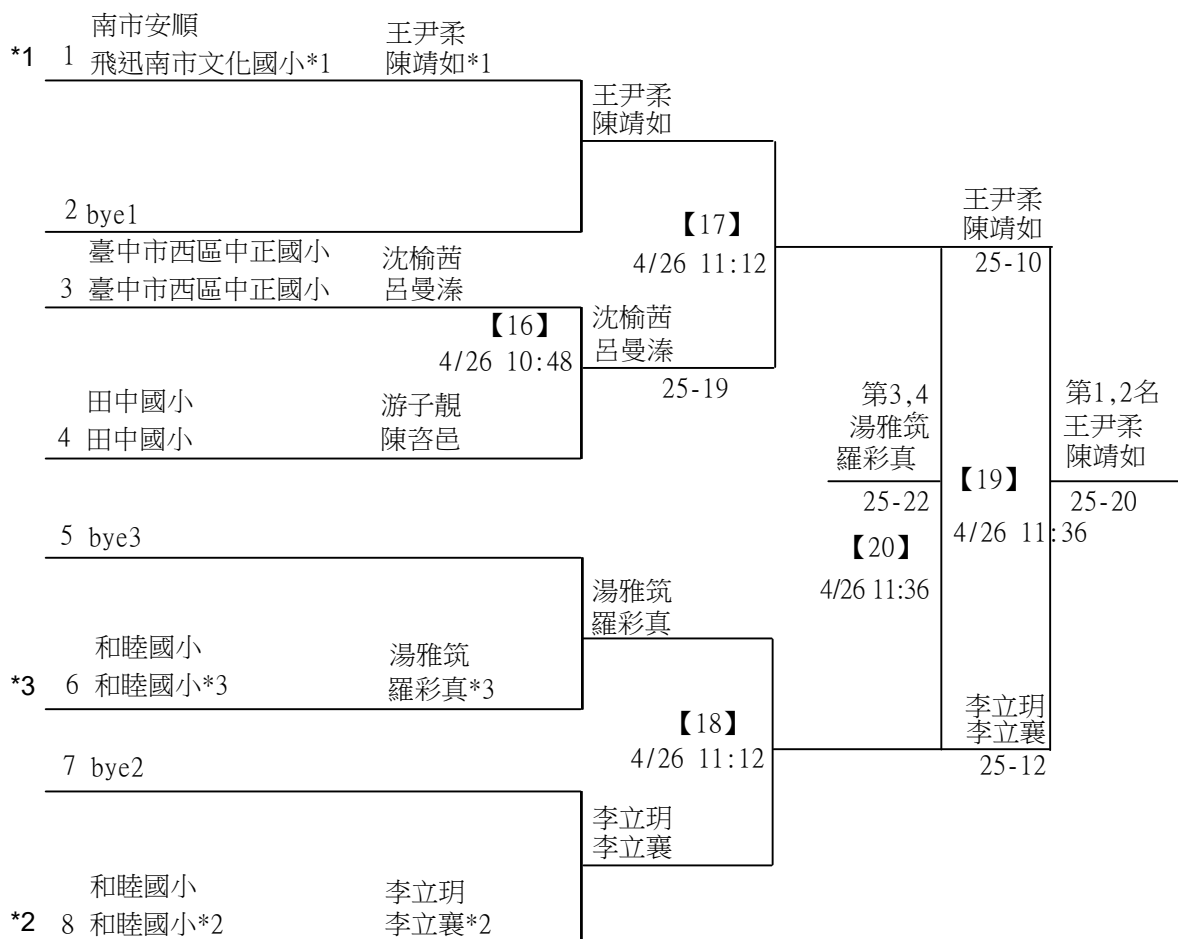 南市安順 王尹柔
*1 1 飛迅南市文化國小*1 陳靖如*1
王尹柔
陳靖如
2 bye1
【17】
4/26 11:12
王尹柔
陳靖如
25-10
臺中市西區中正國小 沈榆茜
3 臺中市西區中正國小 呂曼溱
【16】
4/26 10:48
沈榆茜
呂曼溱
25-19
田中國小 游子靚
4 田中國小 陳咨邑
第3,4
湯雅筑
羅彩真
25-22
【20】
4/26 11:36
【19】
4/26 11:36
第1,2名
王尹柔
陳靖如
25-20
5 bye3
湯雅筑
羅彩真
和睦國小 湯雅筑
*3 6 和睦國小*3 羅彩真*3
【18】
4/26 11:12
李立玥
李立襄
25-12
7 bye2
李立玥
李立襄
和睦國小 李立玥
*2 8 和睦國小*2 李立襄*2